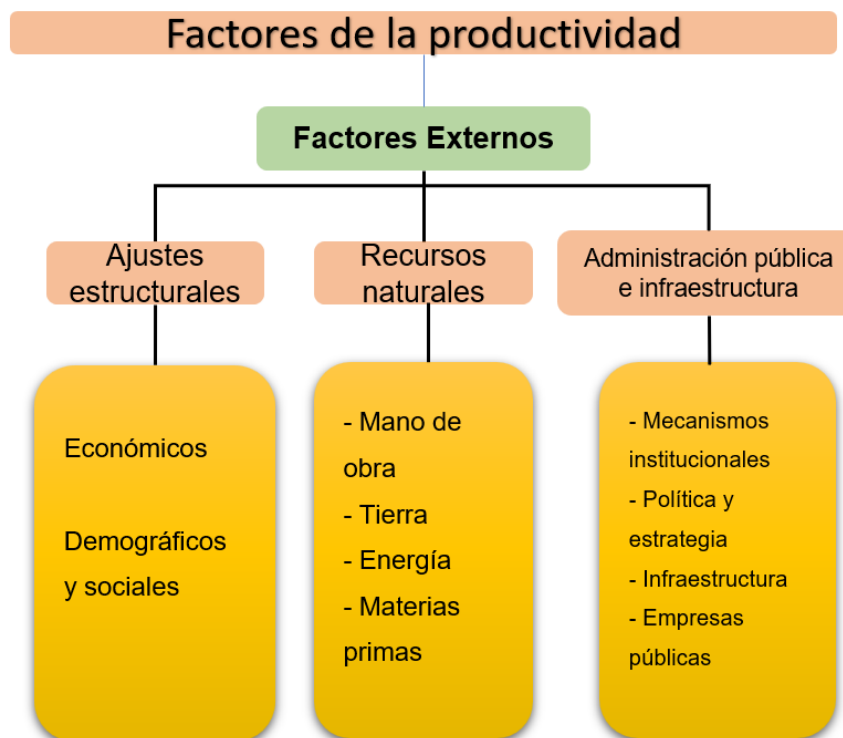 Factores de la productividad
Factores Externos
Ajustes
estructurales
Recursos
naturales
Administración pública
e infraestructura
Económicos
Demográficos
y sociales
- Mano de
obra
- Tierra
- Energía
- Materias
primas
- Mecanismos
institucionales
- Política y
estrategia
- Infraestructura
- Empresas
públicas